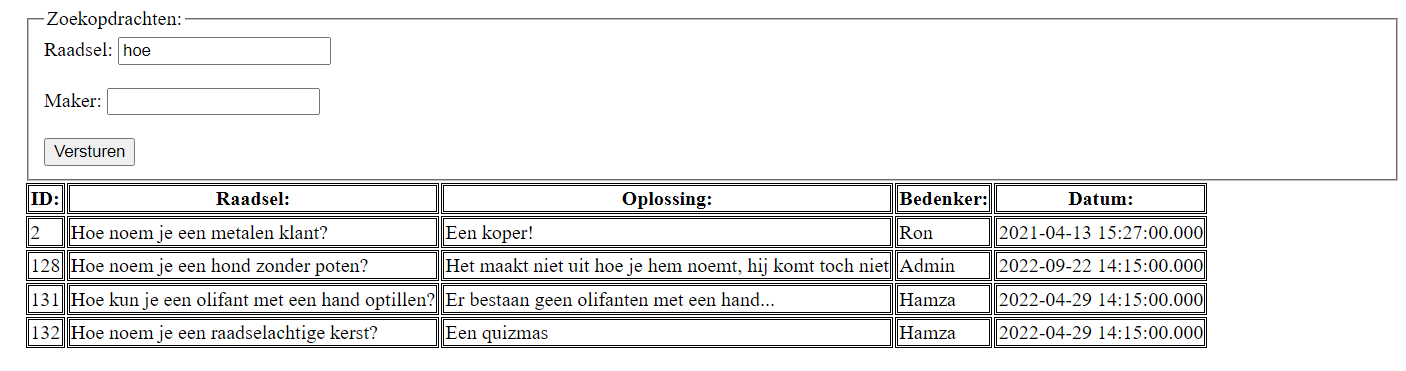 Zoekopdrachten:
Raadsel: hoe
Maker:
Versturen
ID: Raadsel: Oplossing: Bedenker: Datum:
2 Hoe noem je een metalen klant? Een koper! Ron 2021-04-13 15:27:00.000
128 Hoe noem je een hond zonder poten? Het maakt niet uit hoe je hem noemt, hij komt toch niet Admin 2022-09-22 14:15:00.000
131 Hoe kun je een olifant met een hand optillen? Er bestaan geen olifanten met een hand... Hamza 2022-04-29 14:15:00.000
132 Hoe noem je een raadselachtige kerst? Een quizmas Hamza 2022-04-29 14:15:00.000